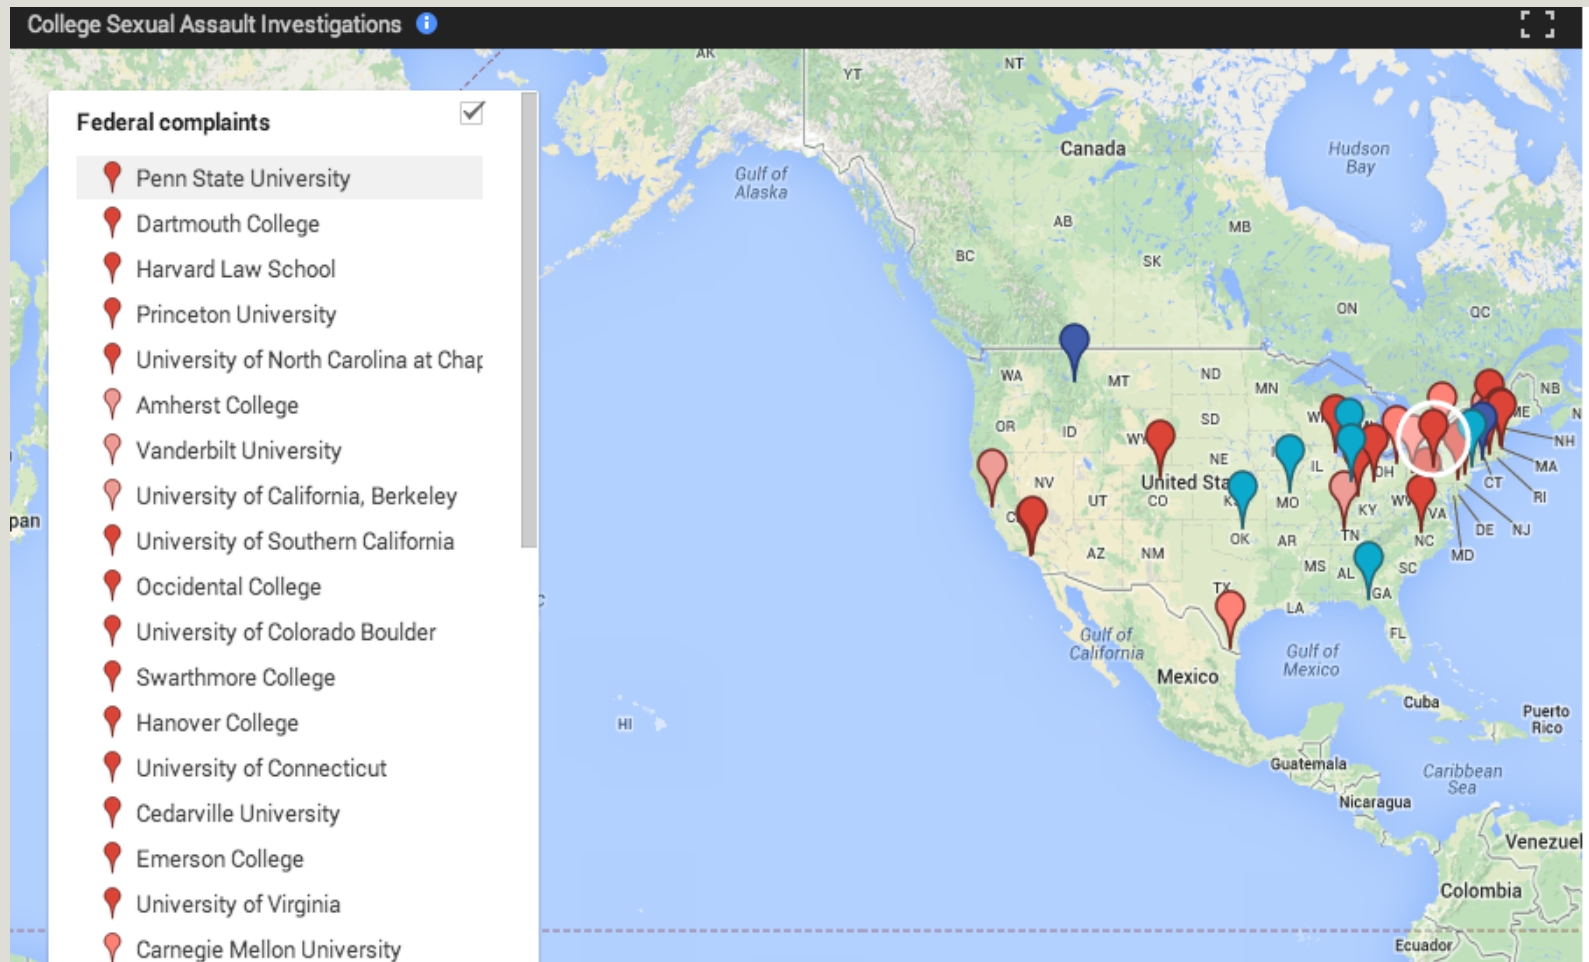 College Sexual Assault Investigations
Federal complaints
Penn State University
Dartmouth College
Harvard Law School
Princeton University
University of North Carolina at Chap
Amherst College
Vanderbilt University
University of California, Berkeley
University of Southern California
Occidental College
University of Colorado Boulder
Swarthmore College
Hanover College
University of Connecticut
Cedarville University
Emerson College
University of Virginia
Carnegie Mellon University
AK
YT
NT
Canada
Hudson
Bay
Gulf of
Alaska
AB
MB
BC
SK
ON
QC
WA
MT
ND
MN
NB
OR
ID
SD
ME
WY
NE
IL
OH
NH
MA
RI
CT
NV
UT
United Sta
CO
MO
KY
VA
DE
NJ
MD
pan
AZ
NM
OK
AR
TN
NC
MS
AL
SC
GA
TX
LA
FL
Gulf of
California
Gulf of
Mexico
Mexico
Cuba
Puerto
Rico
HI
Guatemala
Caribbean
Sea
Nicaragua
Venezuel
Colombia
Ecuador